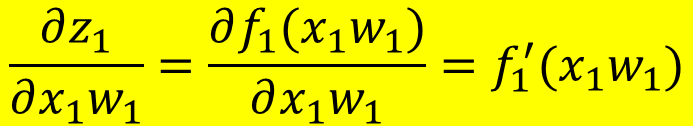 ∂z₁/∂x₁w₁ = ∂f₁(x₁w₁)/∂x₁w₁ = f₁′(x₁w₁)